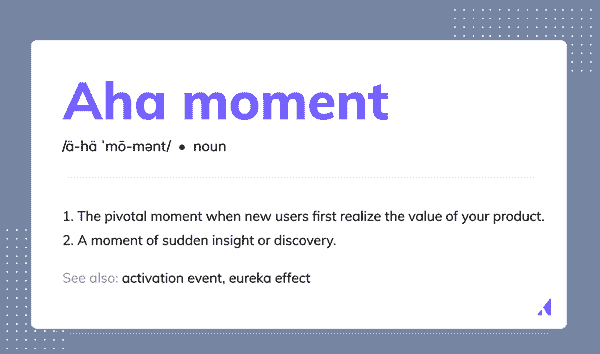 Aha moment
/ä-hä ˈmō-mənt/ • noun
1. The pivotal moment when new users first realize the value of your product.
2. A moment of sudden insight or discovery.
See also: activation event, eureka effect